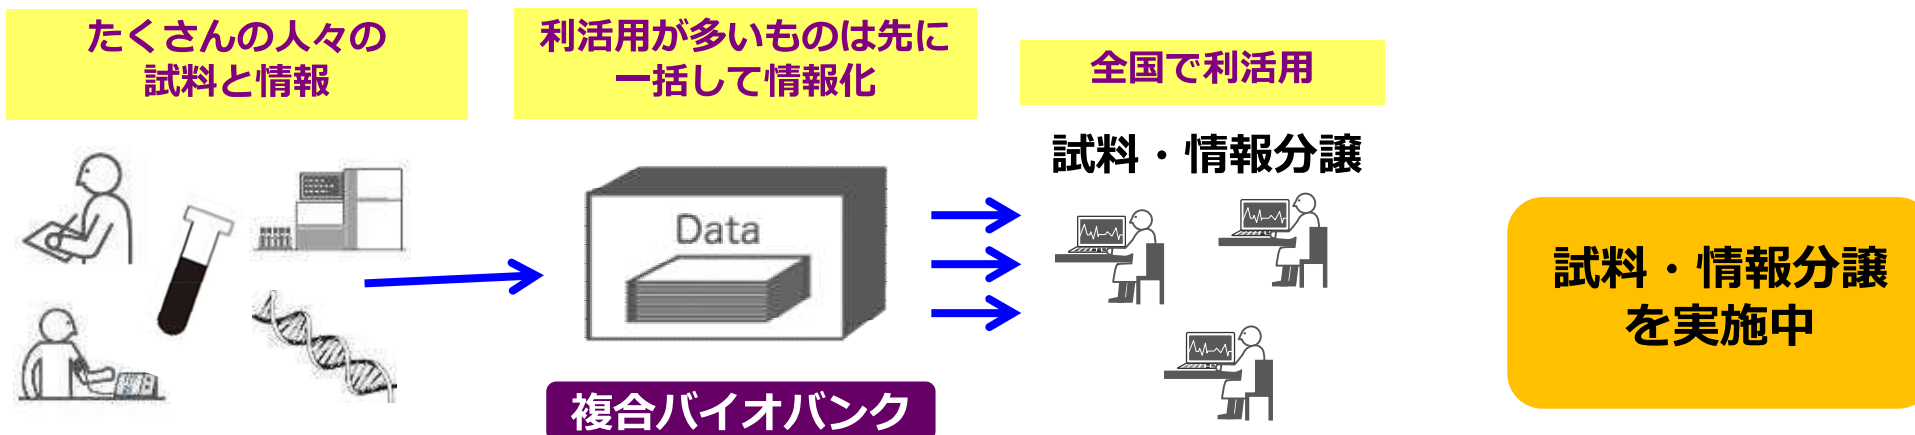 たくさんの人々の
試料と情報
利活用が多いものは先に
一括して情報化
全国で利活用
試料・情報分譲
Data
複合バイオバンク
試料・情報分譲
を実施中